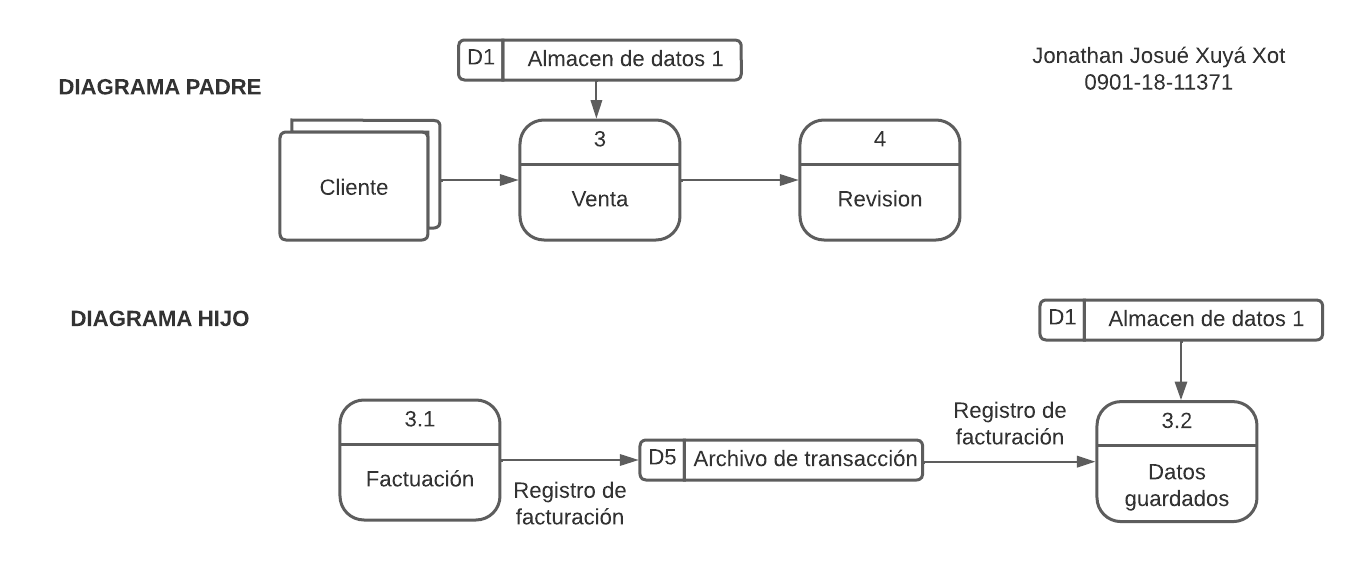 D1 Almacen de datos 1
Jonathan Josué Xuyá Xot
0901-18-11371
DIAGRAMA PADRE
Cliente
3
Venta
4
Revision
DIAGRAMA HIJO
D1 Almacen de datos 1
3.1
Factuación
Registro de
facturación
D5 Archivo de transacción
Registro de
facturación
3.2
Datos
guardados